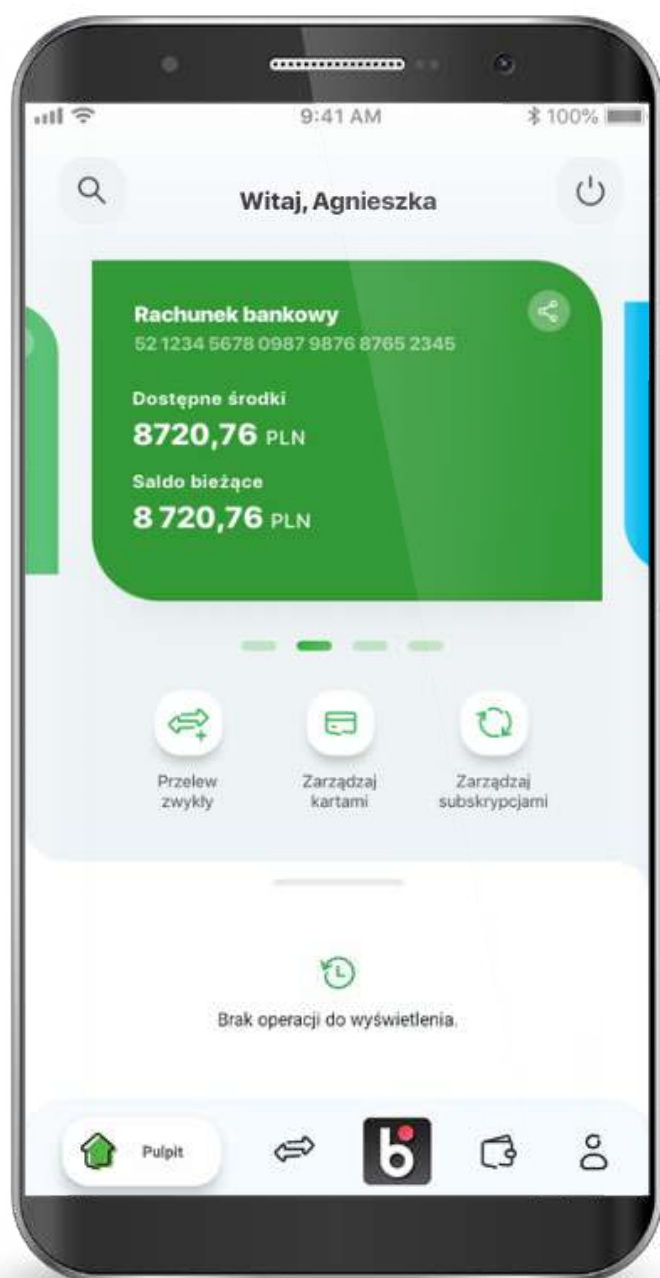 9:41 AM
100%
Witaj, Agnieszka
Rachunek bankowy
52 1234 5678 0987 9876 8765 2345
Dostępne środki
8720,76 PLN
Saldo bieżące
8 720,76 PLN
Przelew
zwykły
Zarządzaj
kartami
Zarządzaj
subskrypcjami
Brak operacji do wyświetlenia.
Pulpit
b